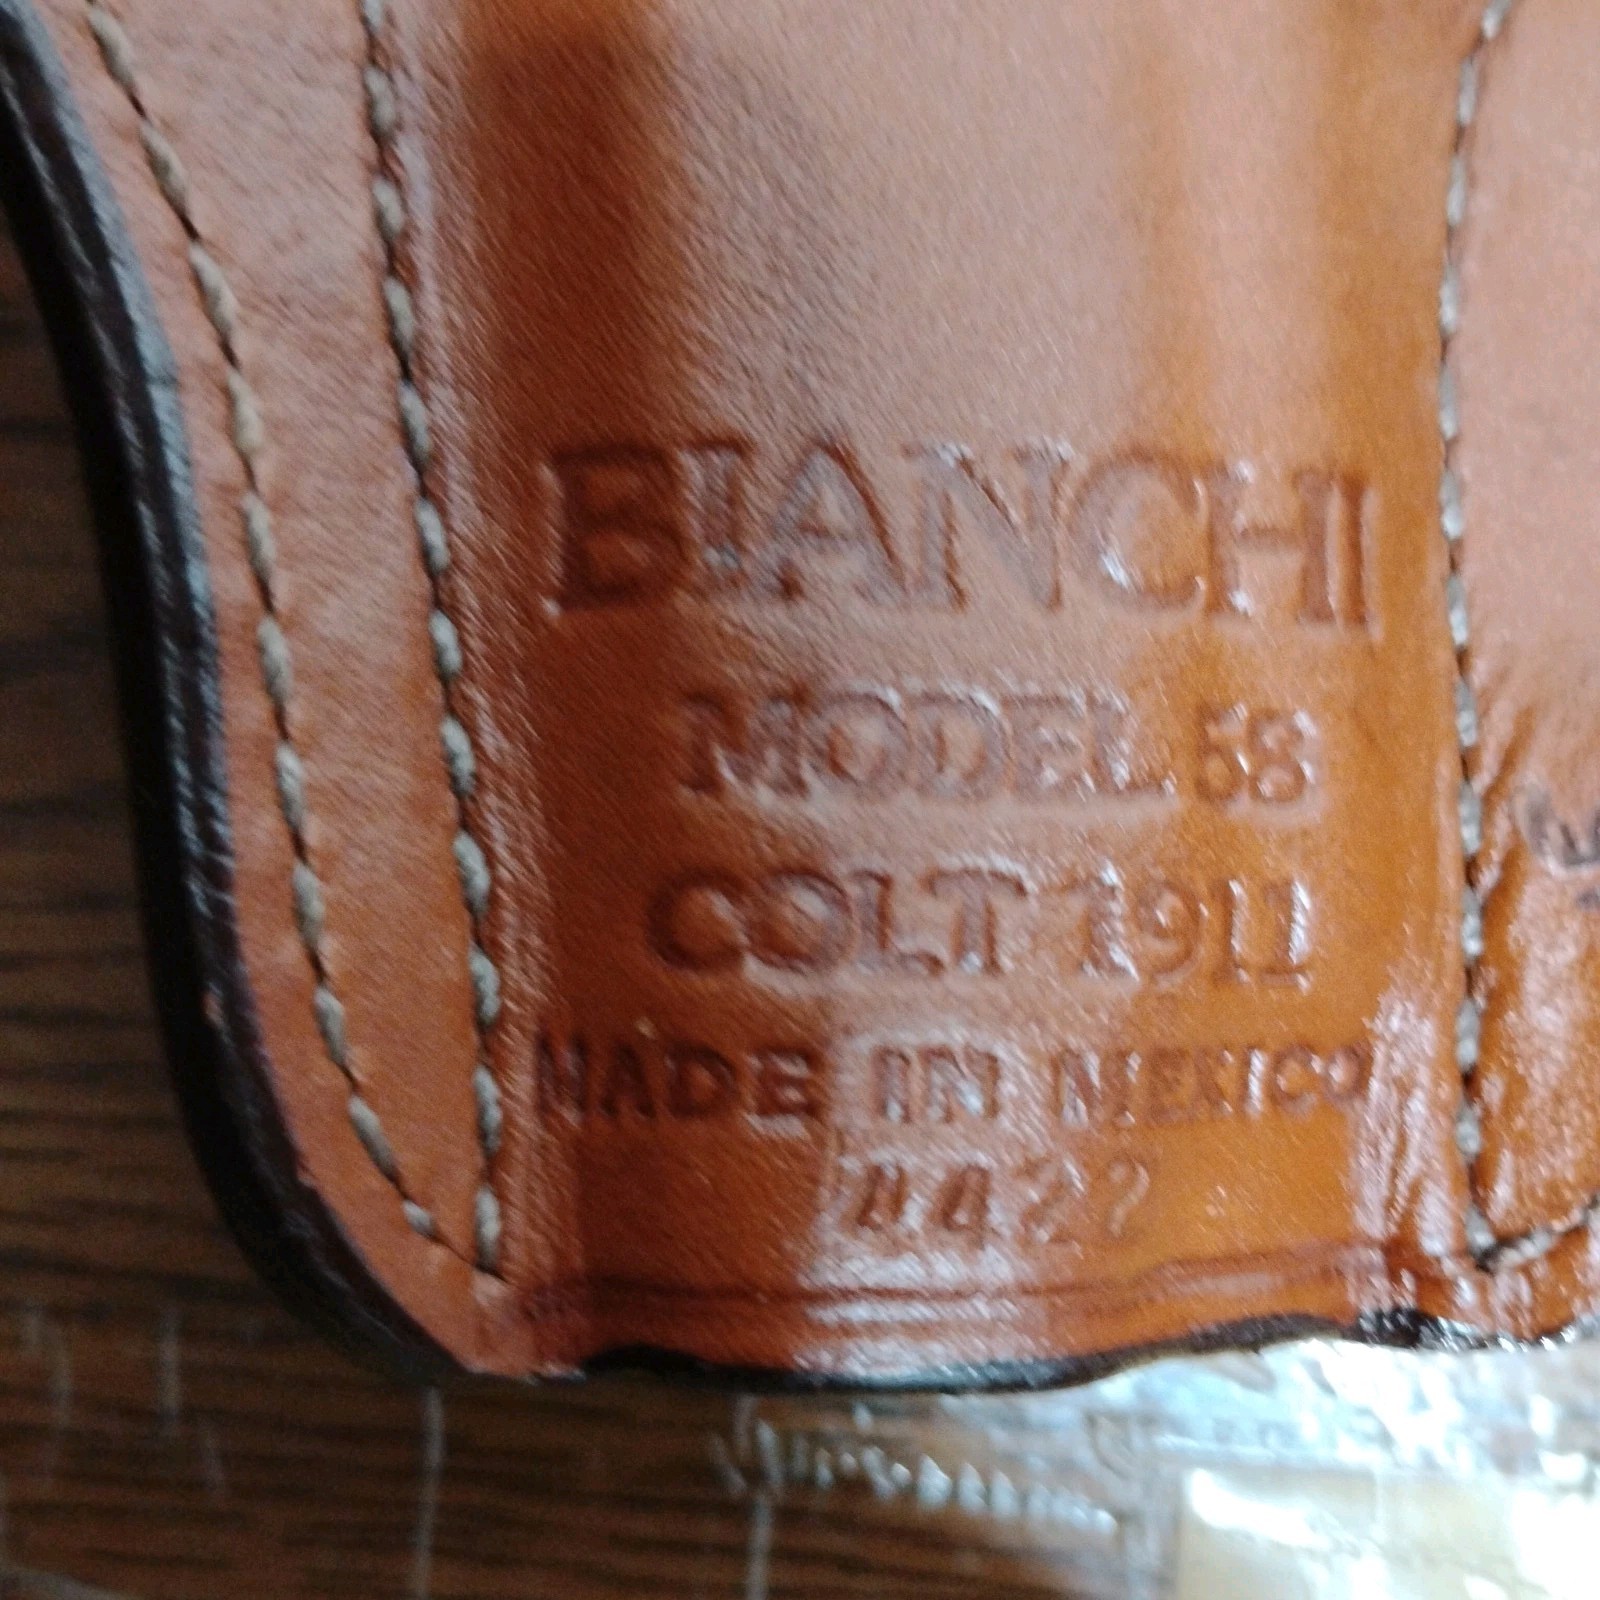 BIANCHI
MODEL 58
COLT 1911
MADE IN MEXICO